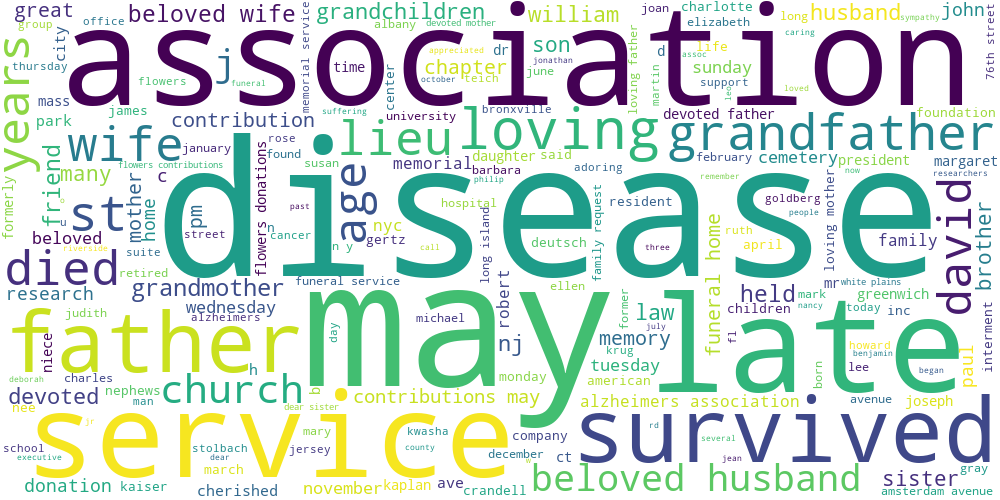 great
beloved wife
office
group
albany
devoted mother
grandchildren
william
joan
charlotte
elizabeth
long
husband
john
sympathy
city
association
years
thursday
j
flowers
funeral
memorial service
time
appreciated
jonathan
october
son
dr
chapter
june
teich
d
life
sunday
support
loving father
martin
caring
assoc
loved
leo
76th street
mass
park
james
contribution
center
university
suffering
bronxville
devoted father
foundation
formerly
wife
january
rose
found
lieu
loving
grandfather
friend
many
flowers contributions
c
susan
memorial
daughter
said
barbara
philip
adoring
february
cemetery
president
now
margaret
researchers
remember
mother
home
flowers donations
disease
age
hospital
goldberg
people
resident
family request
loving mother
st
pm
past
cancer
street
n
nyc
gertz
n y
call
long island
deutsch
three
ruth
april
family
david
brother
beloved
suite
riverside
u
o
died
retired
funeral service
ellen
robert
mr
white plains
research
grandmother
wednesday
held
mark
greenwich
nancy
children
today
inc
interment
judith
alzheimers
michael
day
nj
former
july
law
memory
funeral home
fl
howard
benjamin
father
niece
may
late
krug
tuesday
american
born
lee
began
paul
deborah
charles
h
monday
devoted
nephews
man
church
b
contributions may
alzheimers association
avenue
joseph
nee
jr
dear sister
service
mary
kwasha
company
rd
several
survived
school
executive
stolbach
dear
jersey
county
december
w
ct
jean
gray
march
donation
kaiser
cherished
november
kaplan
ave
crandell
beloved husband
sister
amsterdam avenue